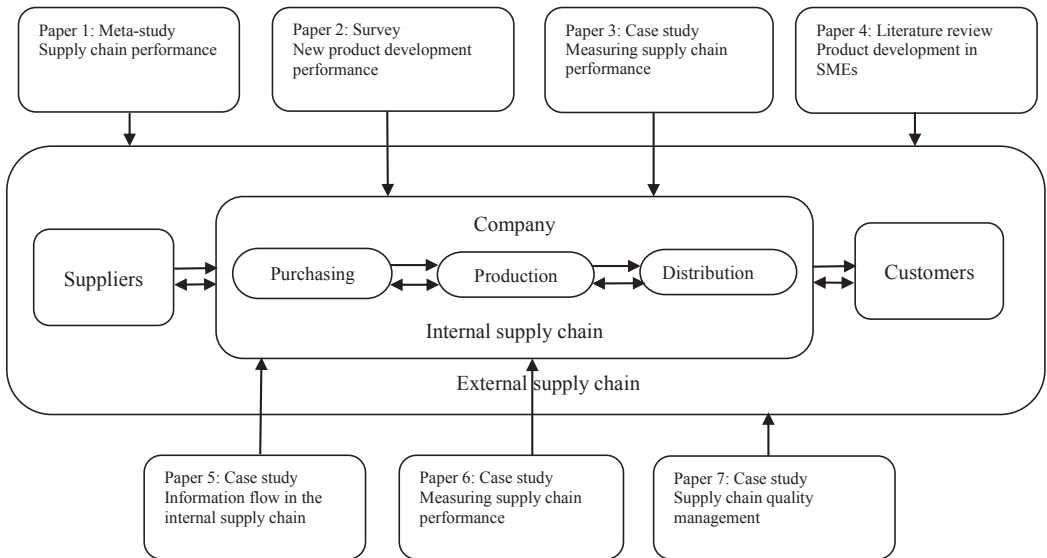 Paper 1: Meta-study
Supply chain performance
Paper 2: Survey
New product development
performance
Paper 3: Case study
Measuring supply chain
performance
Paper 4: Literature review
Product development in
SMEs
Company
Suppliers
Purchasing
Production
Distribution
Customers
Internal supply chain
External supply chain
Paper 5: Case study
Information flow in the
internal supply chain
Paper 6: Case study
Measuring supply chain
performance
Paper 7: Case study
Supply chain quality
management